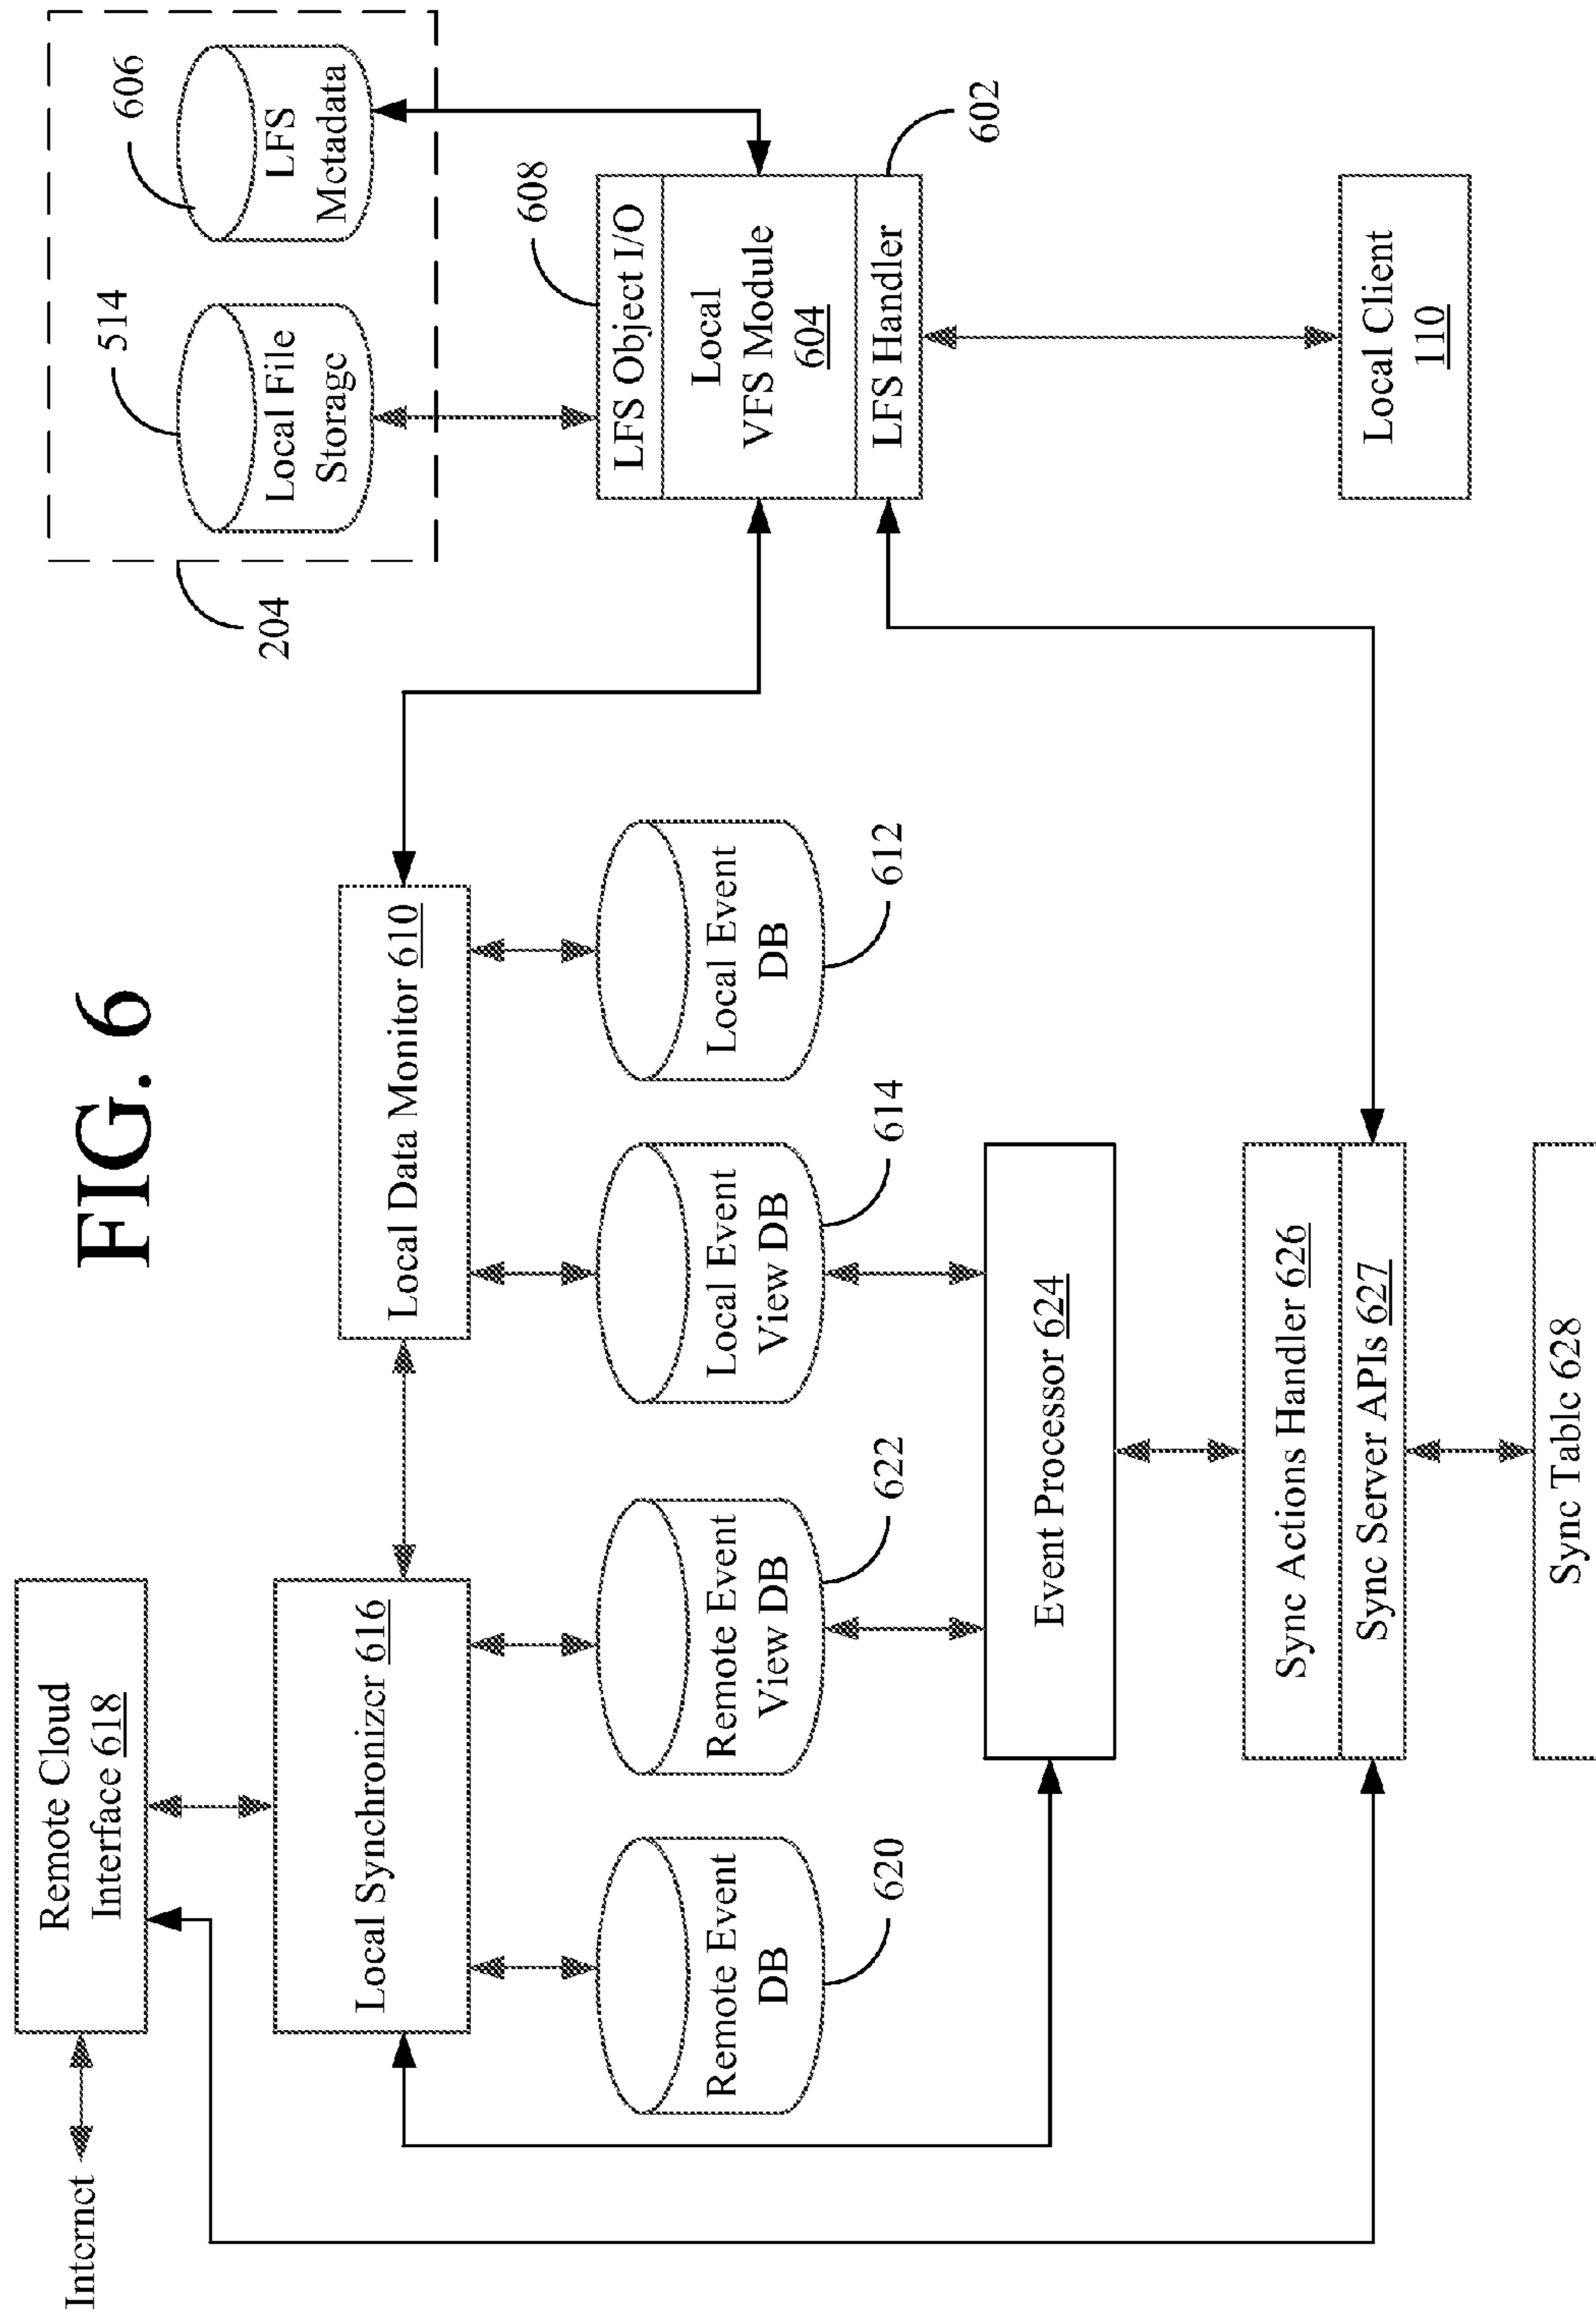 FIG. 6
Internet
Remote Cloud
Interface 618
Local Synchronizer 616
Local Data Monitor 610
Remote Event
DB
620
Remote Event
View DB
622
Local Event
View DB
614
Local Event
DB
612
Event Processor 624
Sync Actions Handler 626
Sync Server APIs 627
Sync Table 628
204
Local File
Storage
514
LFS
Metadata
606
LFS Object I/O
608
Local
VFS Module
604
LFS Handler
602
Local Client
110